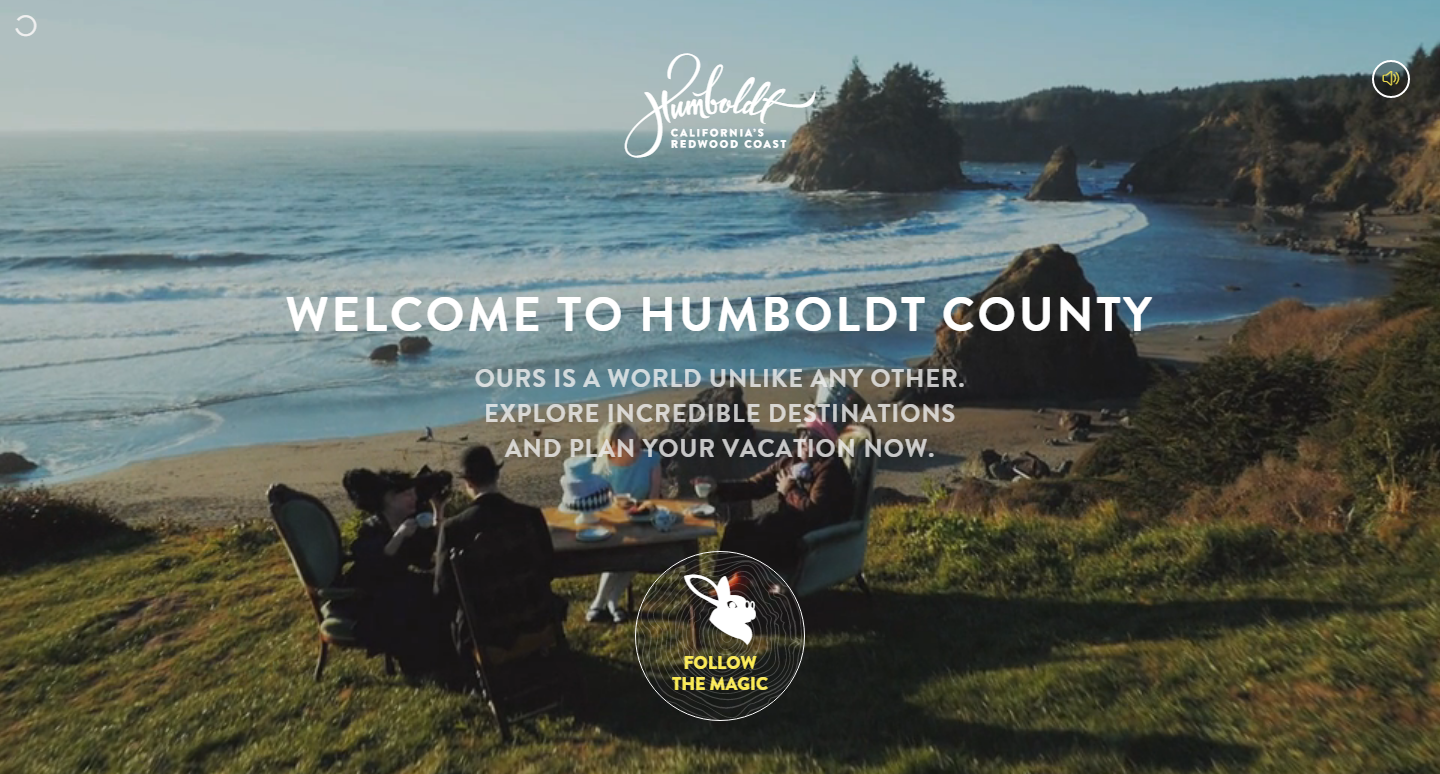 Humboldt
CALIFORNIA'S
REDWOOD COAST
WELCOME TO HUMBOLDT COUNTY
OURS IS A WORLD UNLIKE ANY OTHER.
EXPLORE INCREDIBLE DESTINATIONS
AND PLAN YOUR VACATION NOW.
FOLLOW
THE MAGIC